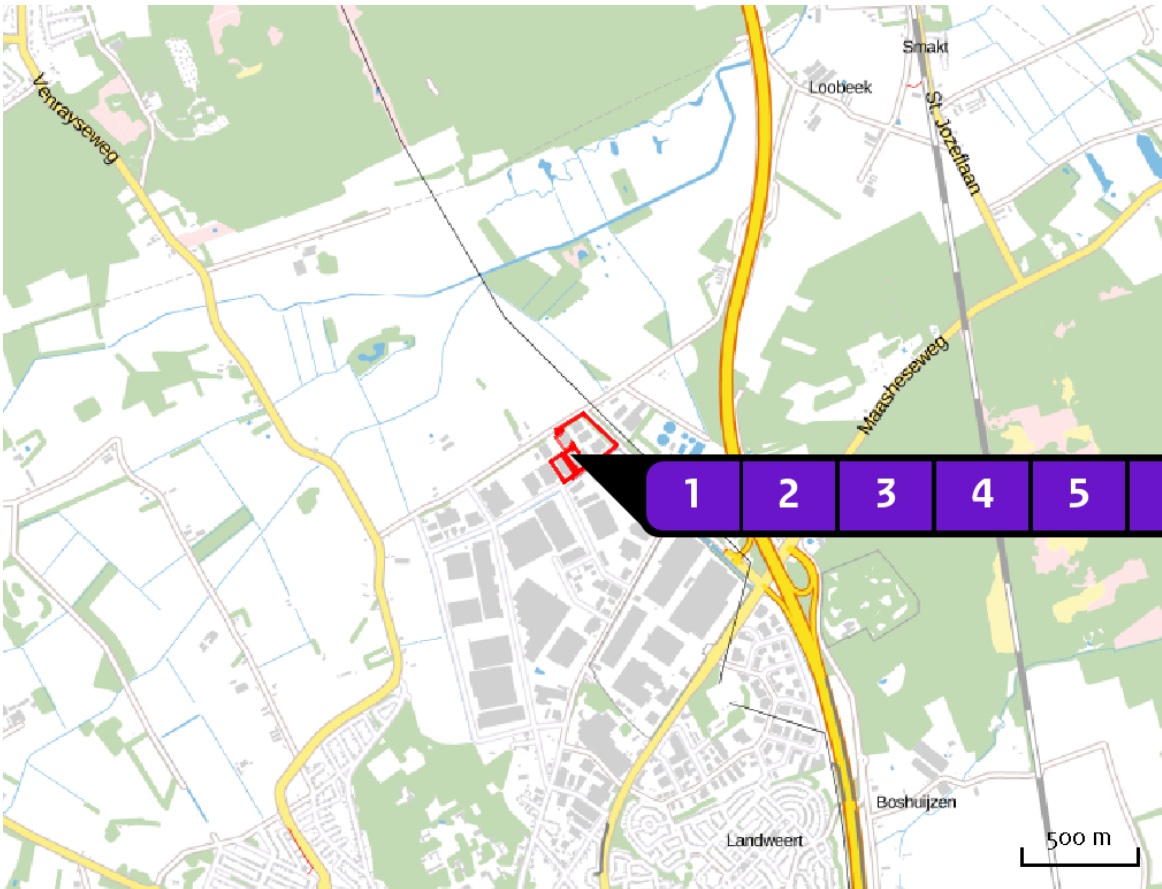 Smakt
Loobeek
Venrayseweg
St. Jozeflaan
Maasheseweg
1 2 3 4 5
Boshuijzen
Landweert
500 m